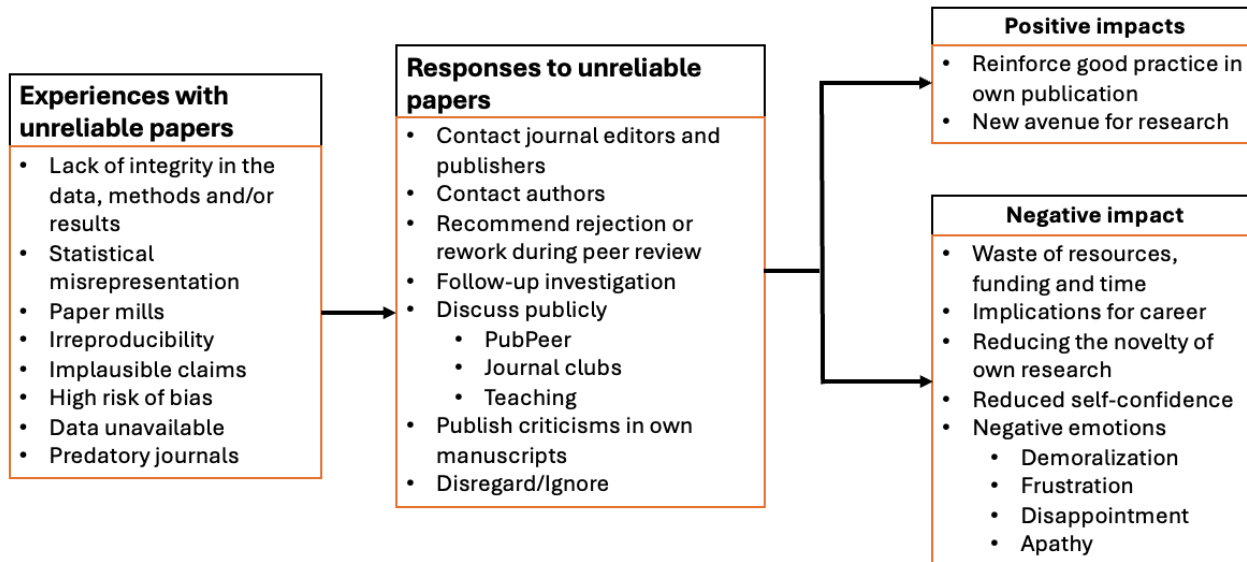 Experiences with
unreliable papers
• Lack of integrity in the
data, methods and/or
results
• Statistical
misrepresentation
• Paper mills
• Irreproducibility
• Implausible claims
• High risk of bias
• Data unavailable
• Predatory journals
Responses to unreliable
papers
• Contact journal editors and
publishers
• Contact authors
• Recommend rejection or
rework during peer review
• Follow-up investigation
• Discuss publicly
• PubPeer
• Journal clubs
• Teaching
• Publish criticisms in own
manuscripts
• Disregard/Ignore
Positive impacts
• Reinforce good practice in
own publication
• New avenue for research
Negative impact
• Waste of resources,
funding and time
• Implications for career
• Reducing the novelty of
own research
• Reduced self-confidence
• Negative emotions
• Demoralization
• Frustration
• Disappointment
• Apathy